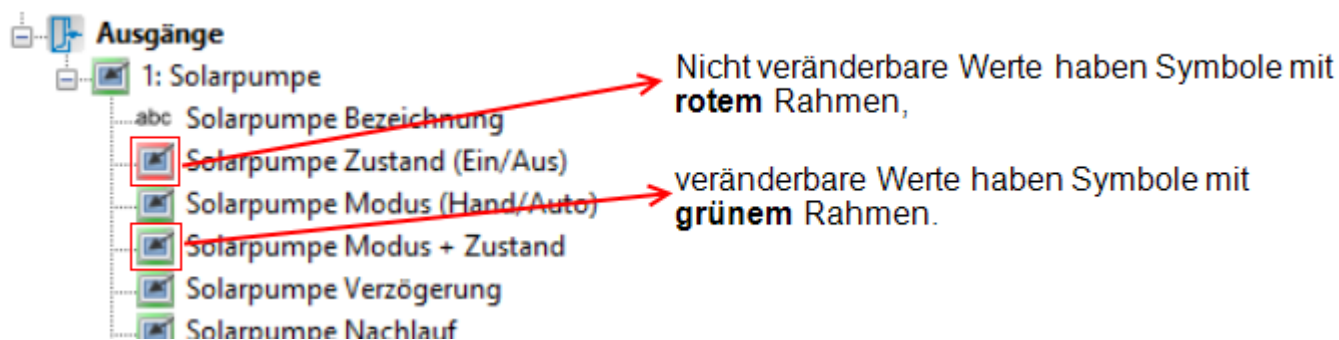 Ausgänge
1: Solarpumpe
abc Solarpumpe Bezeichnung
Solarpumpe Zustand (Ein/Aus)
Solarpumpe Modus (Hand/Auto)
Solarpumpe Modus + Zustand
Solarpumpe Verzögerung
Solarpumpe Nachlauf
Nicht veränderbare Werte haben Symbole mit
rotem Rahmen,
veränderbare Werte haben Symbole mit
grünem Rahmen.